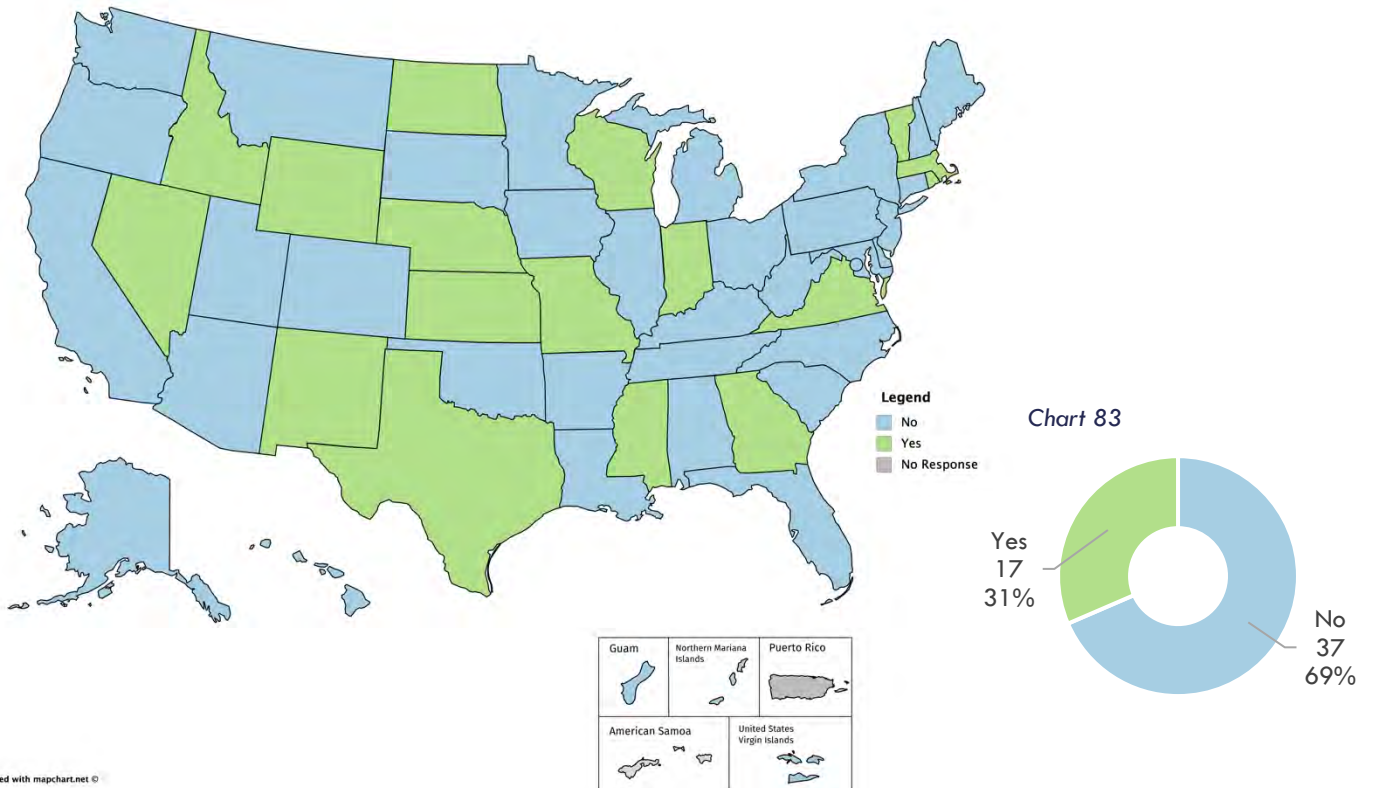 Legend
No
Yes
No Response
Chart 83
Yes
17
31%
No
37
69%
Guam
Northern Mariana
Islands
Puerto Rico
American Samoa
United States
Virgin Islands
ed with mapchart.net ©